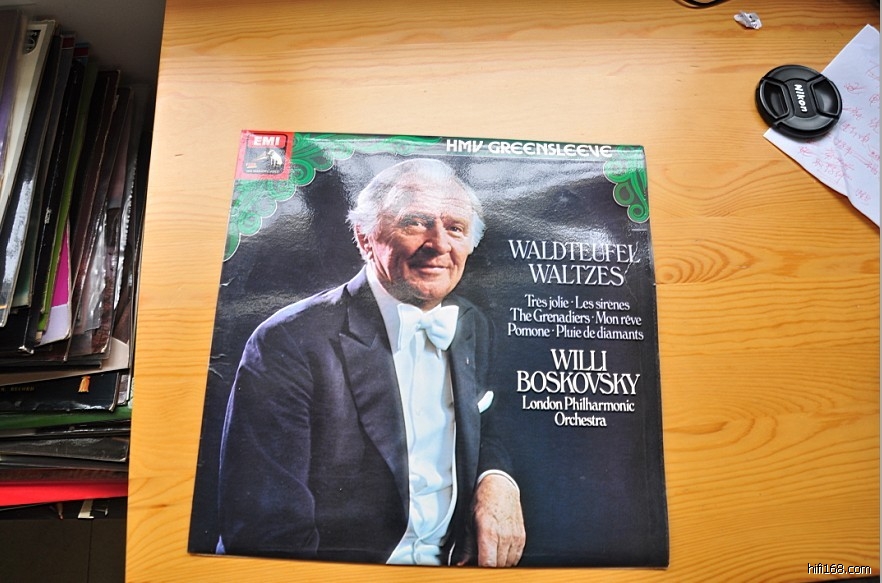 EMI
HMV GREENSLEEVE
WALDTEUFEL
WALTZES
Très jolie · Les sirènes
The Grenadiers · Mon rêve
Pomone · Pluie de diamants
WILLI
BOSKOVSKY
London Philharmonic
Orchestra
Nikon
hifi168.com